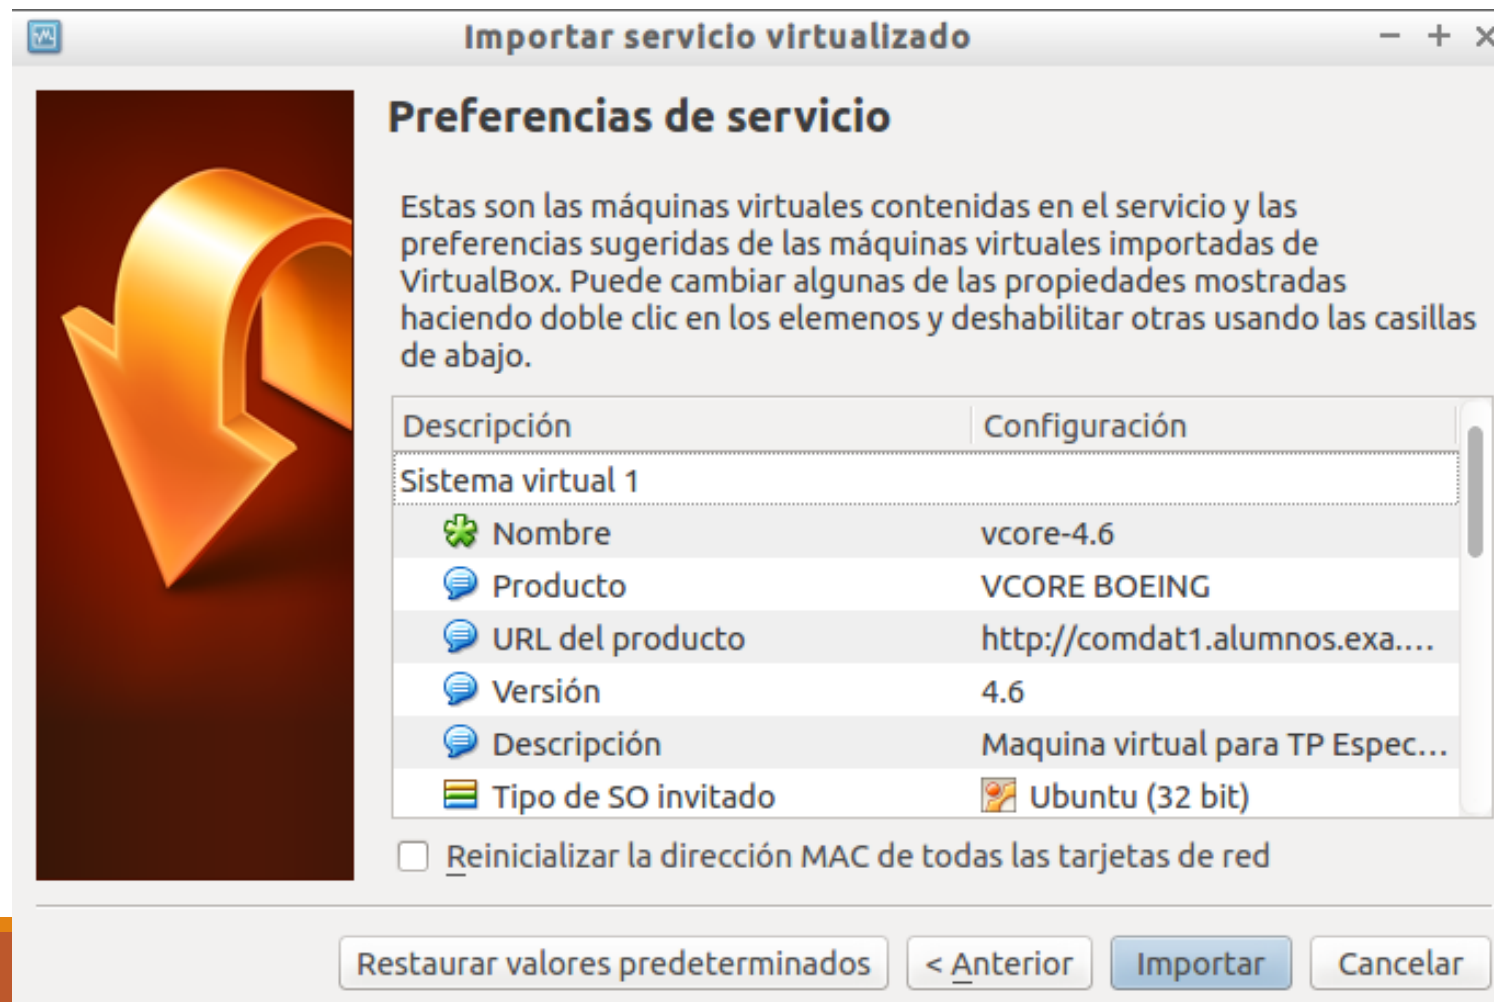 Importar servicio virtualizado
Preferencias de servicio
Estas son las máquinas virtuales contenidas en el servicio y las
preferencias sugeridas de las máquinas virtuales importadas de
VirtualBox. Puede cambiar algunas de las propiedades mostradas
haciendo doble clic en los elemenos y deshabilitar otras usando las casillas
de abajo.
Descripción Configuración
Sistema virtual 1
Nombre vcore-4.6
Producto VCORE BOEING
URL del producto http://comdat1.alumnos.exa....
Versión 4.6
Descripción Maquina virtual para TP Espec...
Tipo de SO invitado Ubuntu (32 bit)
Reinicializar la dirección MAC de todas las tarjetas de red
Restaurar valores predeterminados < Anterior Importar Cancelar